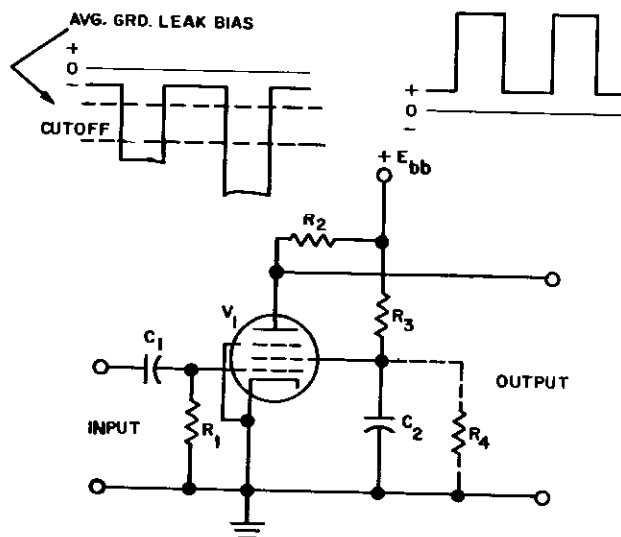 AVG. GRD. LEAK BIAS
+
0
−
CUTOFF
+
0
−
+ Ebb
R2
R3
V1
C1
R1
INPUT
C2
R4
OUTPUT